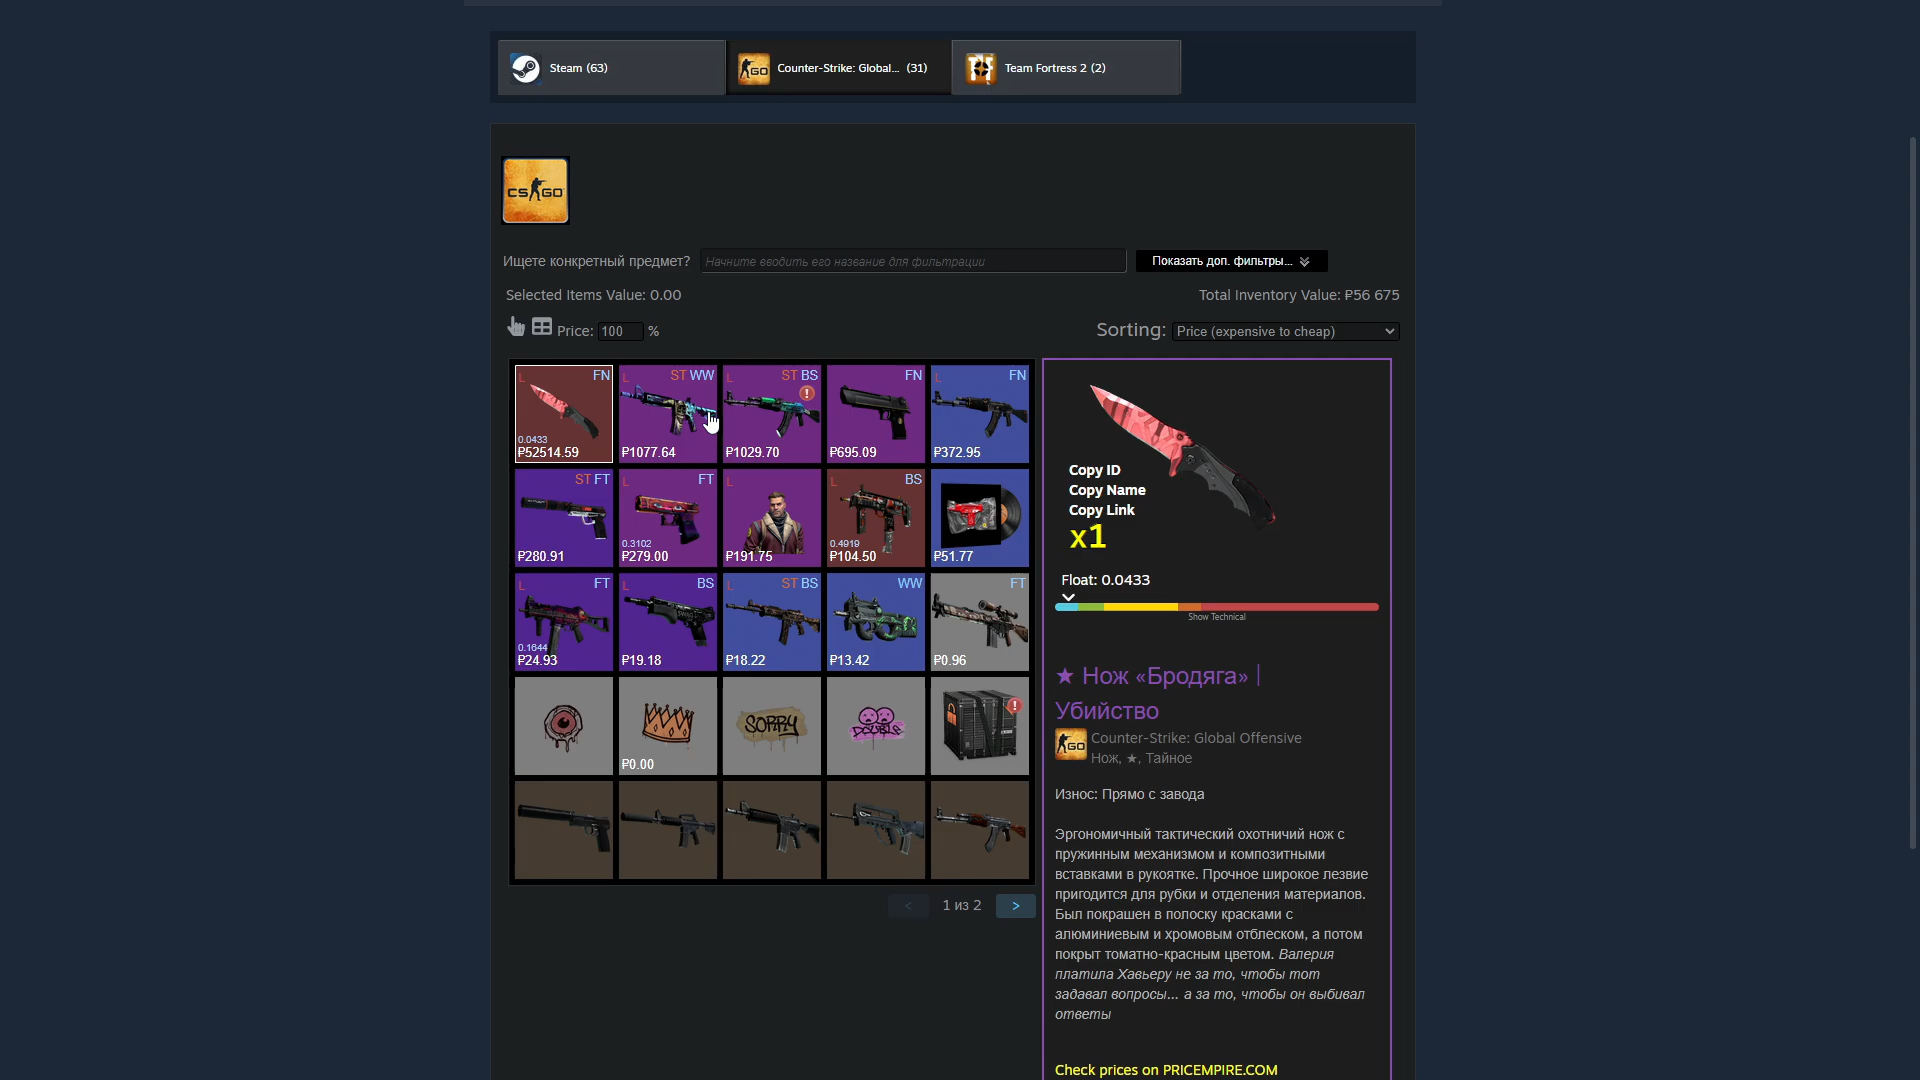 Steam (63)
Counter-Strike: Global... (31)
Team Fortress 2 (2)
CS GO
Ищете конкретный предмет?
Начните вводить его название для фильтрации
Показать доп. фильтры...
Selected Items Value: 0.00
Total Inventory Value: ₽56 675
Price: 100 %
Sorting: Price (expensive to cheap)
L FN
0.0433
₽52514.59
L ST WW
₽1077.64
L ST BS
!
₽1029.70
FN
₽695.09
L FN
₽372.95
ST FT
₽280.91
L FT
0.3102
₽279.00
L
₽191.75
L BS
0.4919
₽104.50
₽51.77
L FT
0.1644
₽24.93
L BS
₽19.18
L ST BS
₽18.22
WW
₽13.42
FT
₽0.96
₽0.00
SORRY
DOUBLE
!
< 1 из 2 >
Copy ID
Copy Name
Copy Link
x1
Float: 0.0433
Show Technical
★ Нож «Бродяга» |
Убийство
GO
Counter-Strike: Global Offensive
Нож, ★, Тайное
Износ: Прямо с завода
Эргономичный тактический охотничий нож с
пружинным механизмом и композитными
вставками в рукоятке. Прочное широкое лезвие
пригодится для рубки и отделения материалов.
Был покрашен в полоску красками с
алюминиевым и хромовым отблеском, а потом
покрыт томатно-красным цветом. Валерия
платила Хавьеру не за то, чтобы тот
задавал вопросы... а за то, чтобы он выбивал
ответы
Check prices on PRICEMPIRE.COM